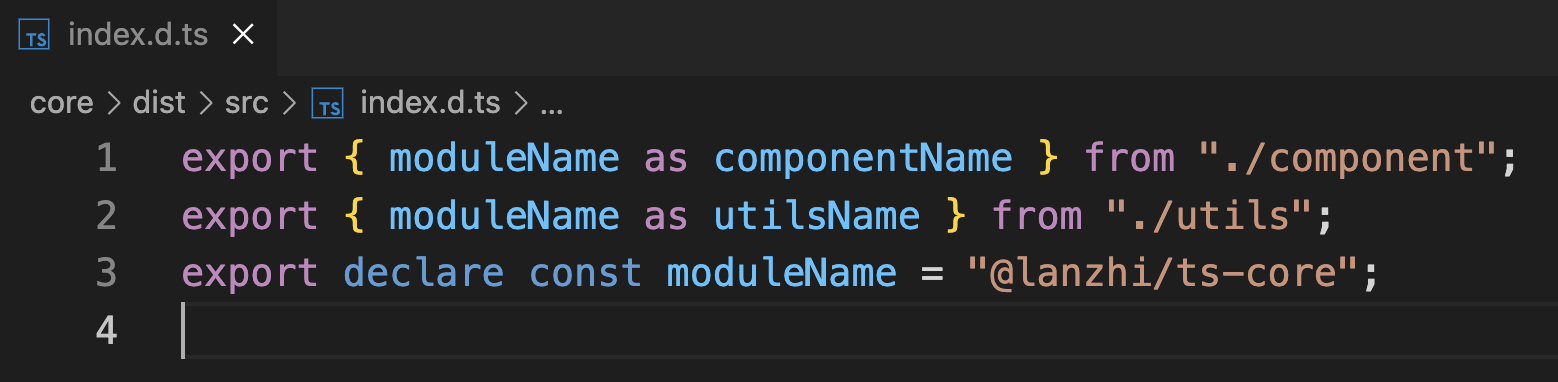 TS index.d.ts ×
core > dist > src > TS index.d.ts > ...
1 export { moduleName as componentName } from "./component";
2 export { moduleName as utilsName } from "./utils";
3 export declare const moduleName = "@lanzhi/ts-core";
4